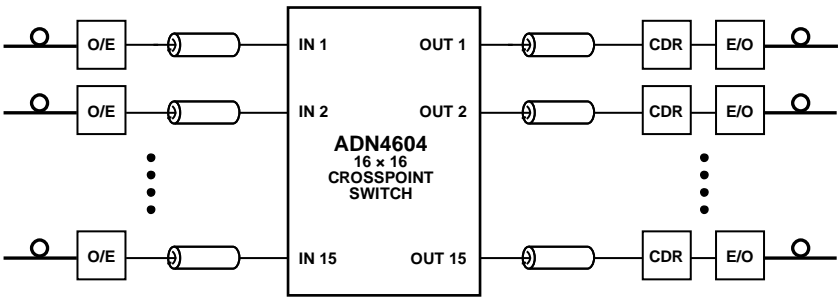 O/E IN 1 OUT 1 CDR E/O
O/E IN 2 OUT 2 CDR E/O
ADN4604
16 × 16
CROSSPOINT
SWITCH
O/E IN 15 OUT 15 CDR E/O